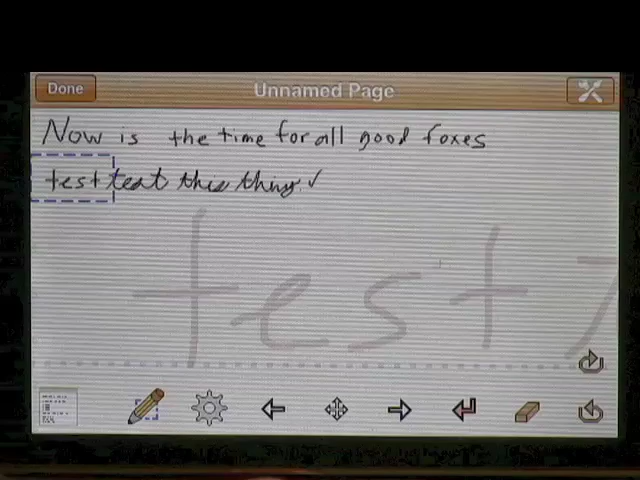 Done
Unnamed Page
Now is the time for all good foxes
test test this thing ✓
test